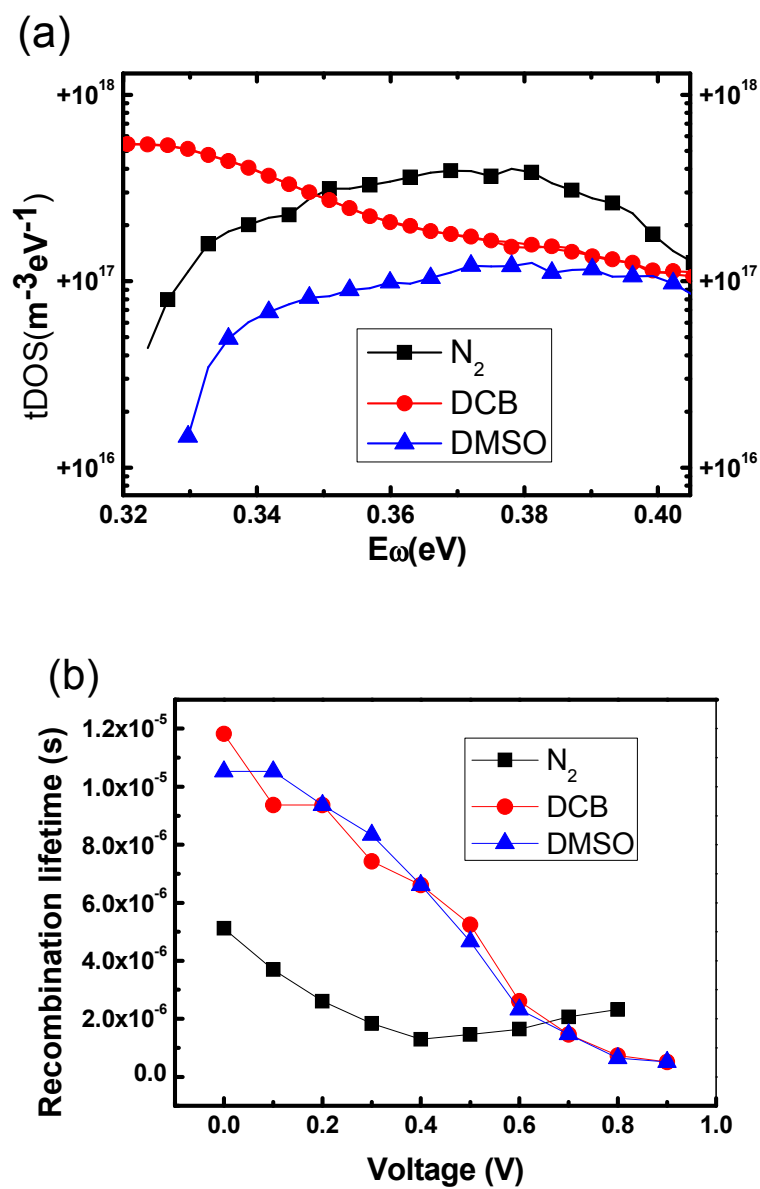 (a)
+10^18 +10^18
+10^17 +10^17
+10^16 +10^16
tDOS(m^-3eV^-1)
N_2
DCB
DMSO
0.32 0.34 0.36 0.38 0.40
Eω(eV)
(b)
1.2x10^-5
1.0x10^-5
8.0x10^-6
6.0x10^-6
4.0x10^-6
2.0x10^-6
0.0
Recombination lifetime (s)
N_2
DCB
DMSO
0.0 0.2 0.4 0.6 0.8 1.0
Voltage (V)